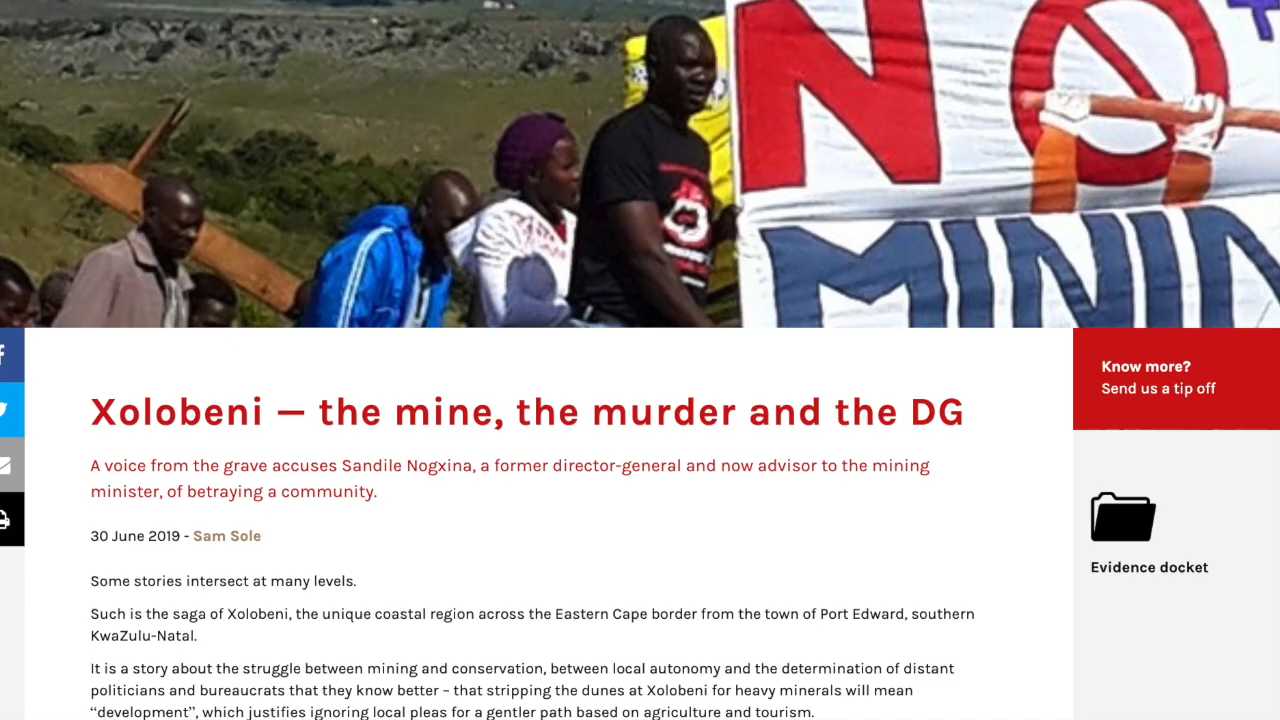 NO
MININ
Know more?
Send us a tip off
Xolobeni — the mine, the murder and the DG
A voice from the grave accuses Sandile Nogxina, a former director-general and now advisor to the mining
minister, of betraying a community.
30 June 2019 - Sam Sole
Evidence docket
Some stories intersect at many levels.
Such is the saga of Xolobeni, the unique coastal region across the Eastern Cape border from the town of Port Edward, southern
KwaZulu-Natal.
It is a story about the struggle between mining and conservation, between local autonomy and the determination of distant
politicians and bureaucrats that they know better – that stripping the dunes at Xolobeni for heavy minerals will mean
“development”, which justifies ignoring local pleas for a gentler path based on agriculture and tourism.